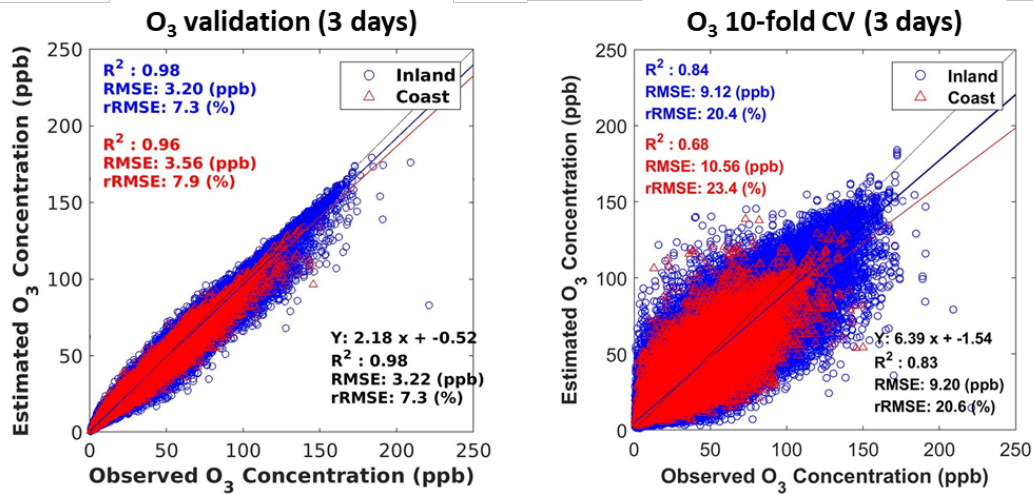 O3 validation (3 days)
250
200
150
100
50
0
0
50
100
150
200
250
Estimated O3 Concentration (ppb)
Observed O3 Concentration (ppb)
R2 : 0.98
RMSE: 3.20 (ppb)
rRMSE: 7.3 (%)
R2 : 0.96
RMSE: 3.56 (ppb)
rRMSE: 7.9 (%)
Inland
Coast
Y: 2.18 x + -0.52
R2 : 0.98
RMSE: 3.22 (ppb)
rRMSE: 7.3 (%)
O3 10-fold CV (3 days)
250
200
150
100
50
0
0
50
100
150
200
250
Estimated O3 Concentration (ppb)
Observed O3 Concentration (ppb)
R2 : 0.84
RMSE: 9.12 (ppb)
rRMSE: 20.4 (%)
R2 : 0.68
RMSE: 10.56 (ppb)
rRMSE: 23.4 (%)
Inland
Coast
Y: 6.39 x + -1.54
R2 : 0.83
RMSE: 9.20 (ppb)
rRMSE: 20.6 (%)